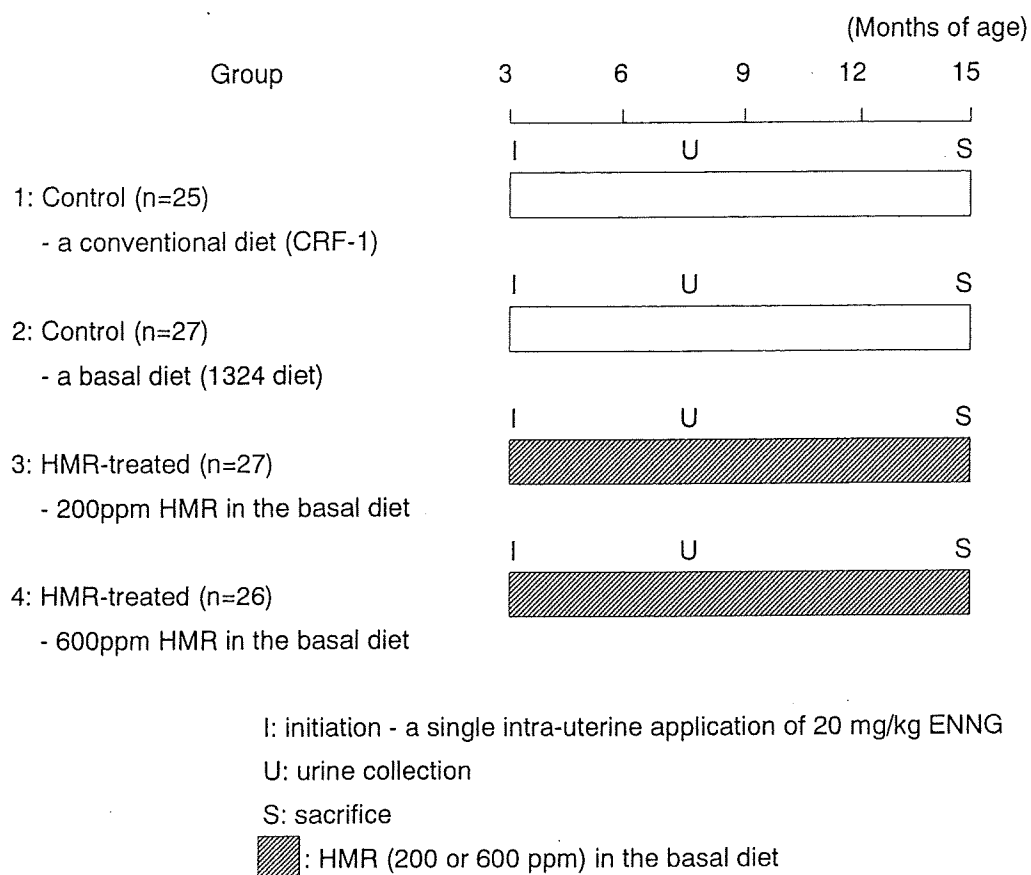 (Months of age)
Group 3 6 9 12 15
I U S
1: Control (n=25)
- a conventional diet (CRF-1)
I U S
2: Control (n=27)
- a basal diet (1324 diet)
I U S
3: HMR-treated (n=27)
- 200ppm HMR in the basal diet
I U S
4: HMR-treated (n=26)
- 600ppm HMR in the basal diet
I: initiation - a single intra-uterine application of 20 mg/kg ENNG
U: urine collection
S: sacrifice
: HMR (200 or 600 ppm) in the basal diet